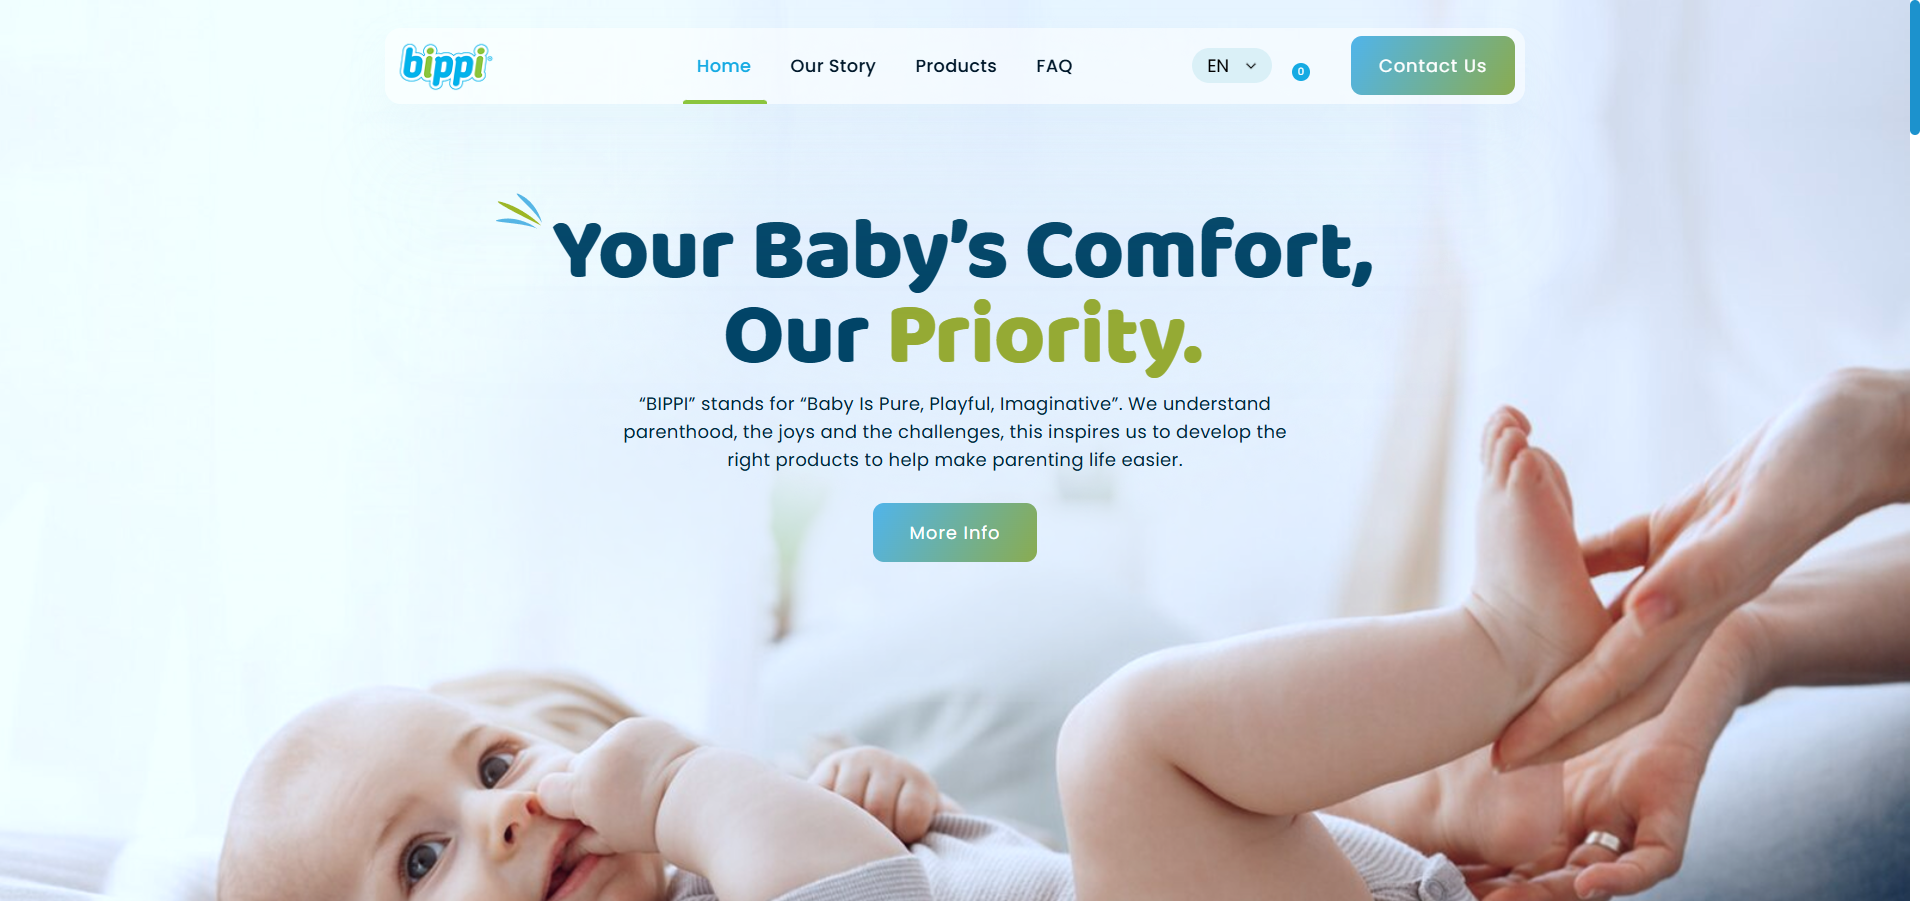 bippi
Home
Our Story
Products
FAQ
EN
0
Contact Us
Your Baby’s Comfort,
Our Priority.
“BIPPI” stands for “Baby Is Pure, Playful, Imaginative”. We understand
parenthood, the joys and the challenges, this inspires us to develop the
right products to help make parenting life easier.
More Info